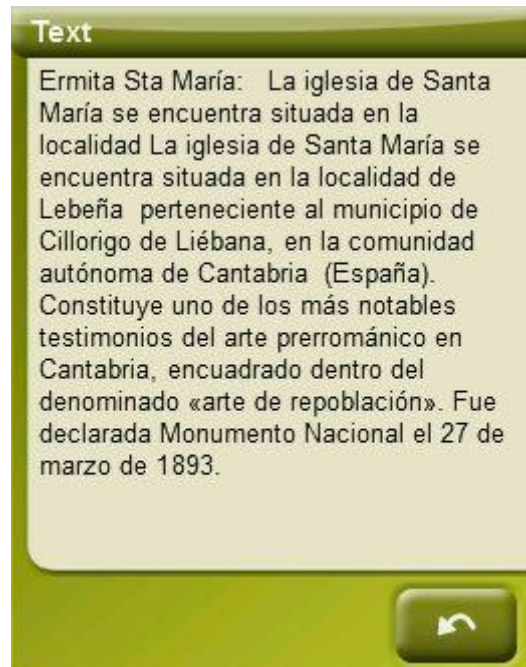 Text
Ermita Sta María:   La iglesia de Santa
María se encuentra situada en la
localidad La iglesia de Santa María se
encuentra situada en la localidad de
Lebeña  perteneciente al municipio de
Cillorigo de Liébana, en la comunidad
autónoma de Cantabria  (España).
Constituye uno de los más notables
testimonios del arte prerrománico en
Cantabria, encuadrado dentro del
denominado «arte de repoblación». Fue
declarada Monumento Nacional el 27 de
marzo de 1893.